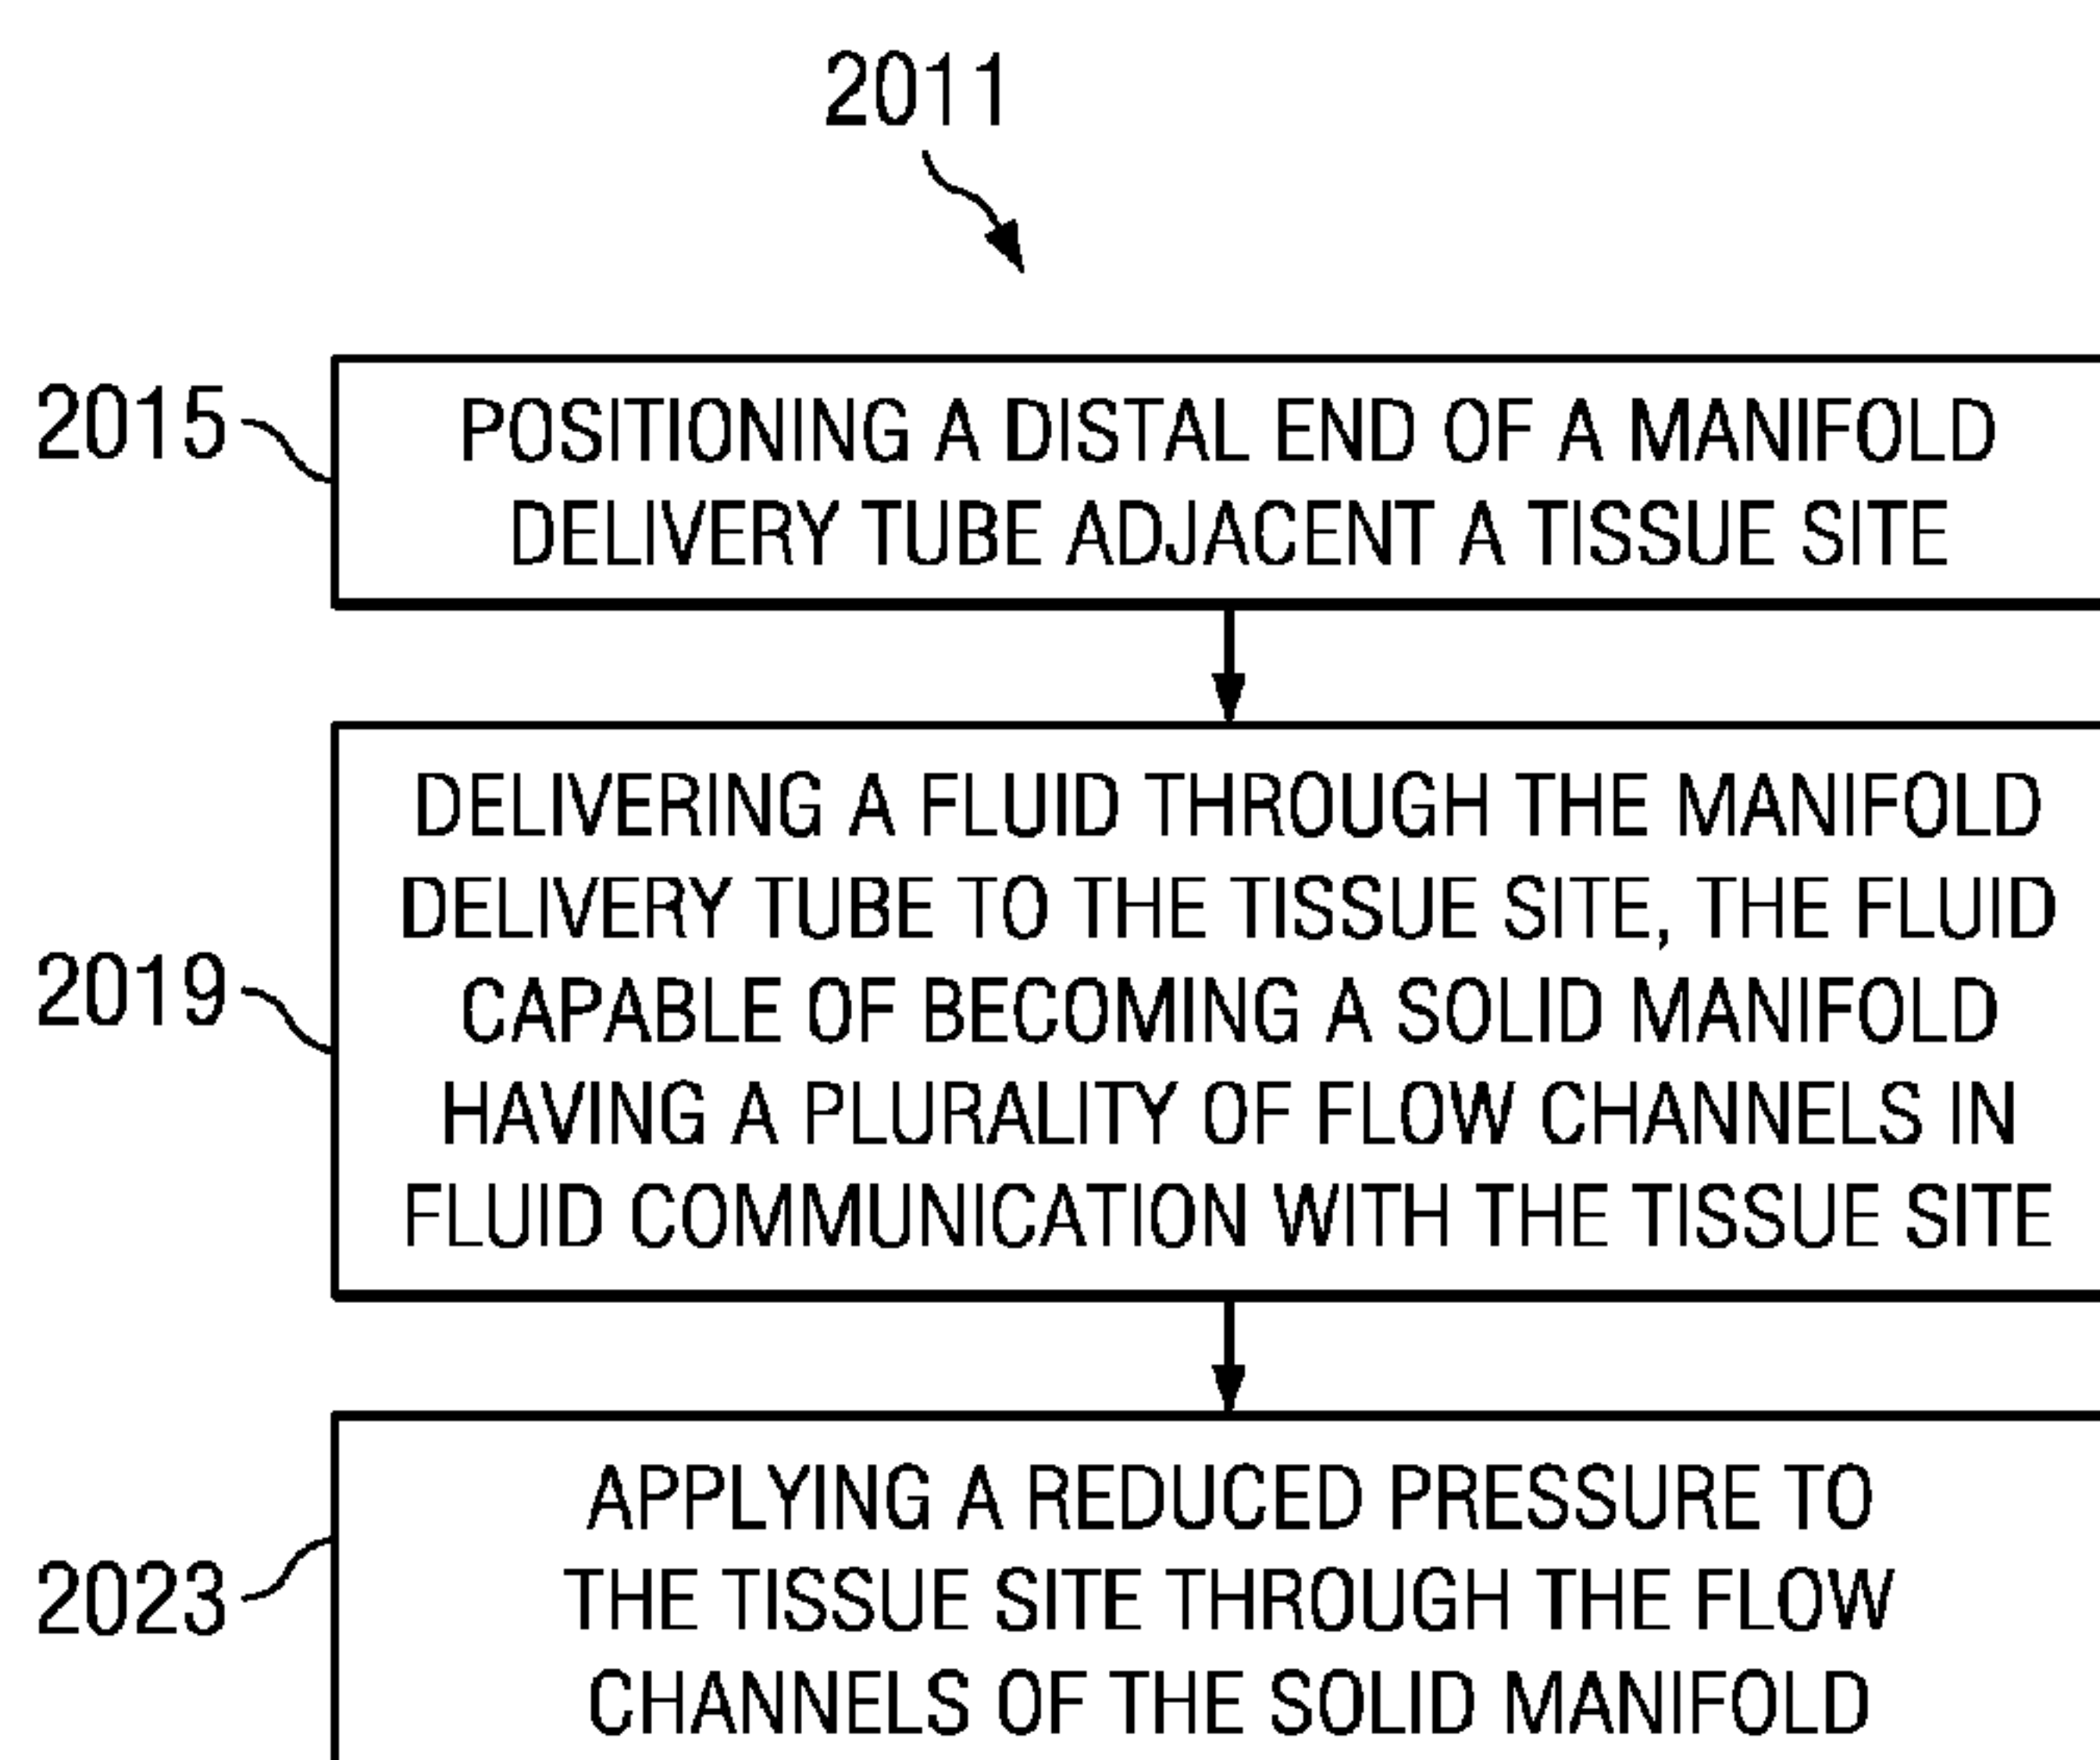 2011
2015
POSITIONING A DISTAL END OF A MANIFOLD
DELIVERY TUBE ADJACENT A TISSUE SITE
2019
DELIVERING A FLUID THROUGH THE MANIFOLD
DELIVERY TUBE TO THE TISSUE SITE, THE FLUID
CAPABLE OF BECOMING A SOLID MANIFOLD
HAVING A PLURALITY OF FLOW CHANNELS IN
FLUID COMMUNICATION WITH THE TISSUE SITE
2023
APPLYING A REDUCED PRESSURE TO
THE TISSUE SITE THROUGH THE FLOW
CHANNELS OF THE SOLID MANIFOLD